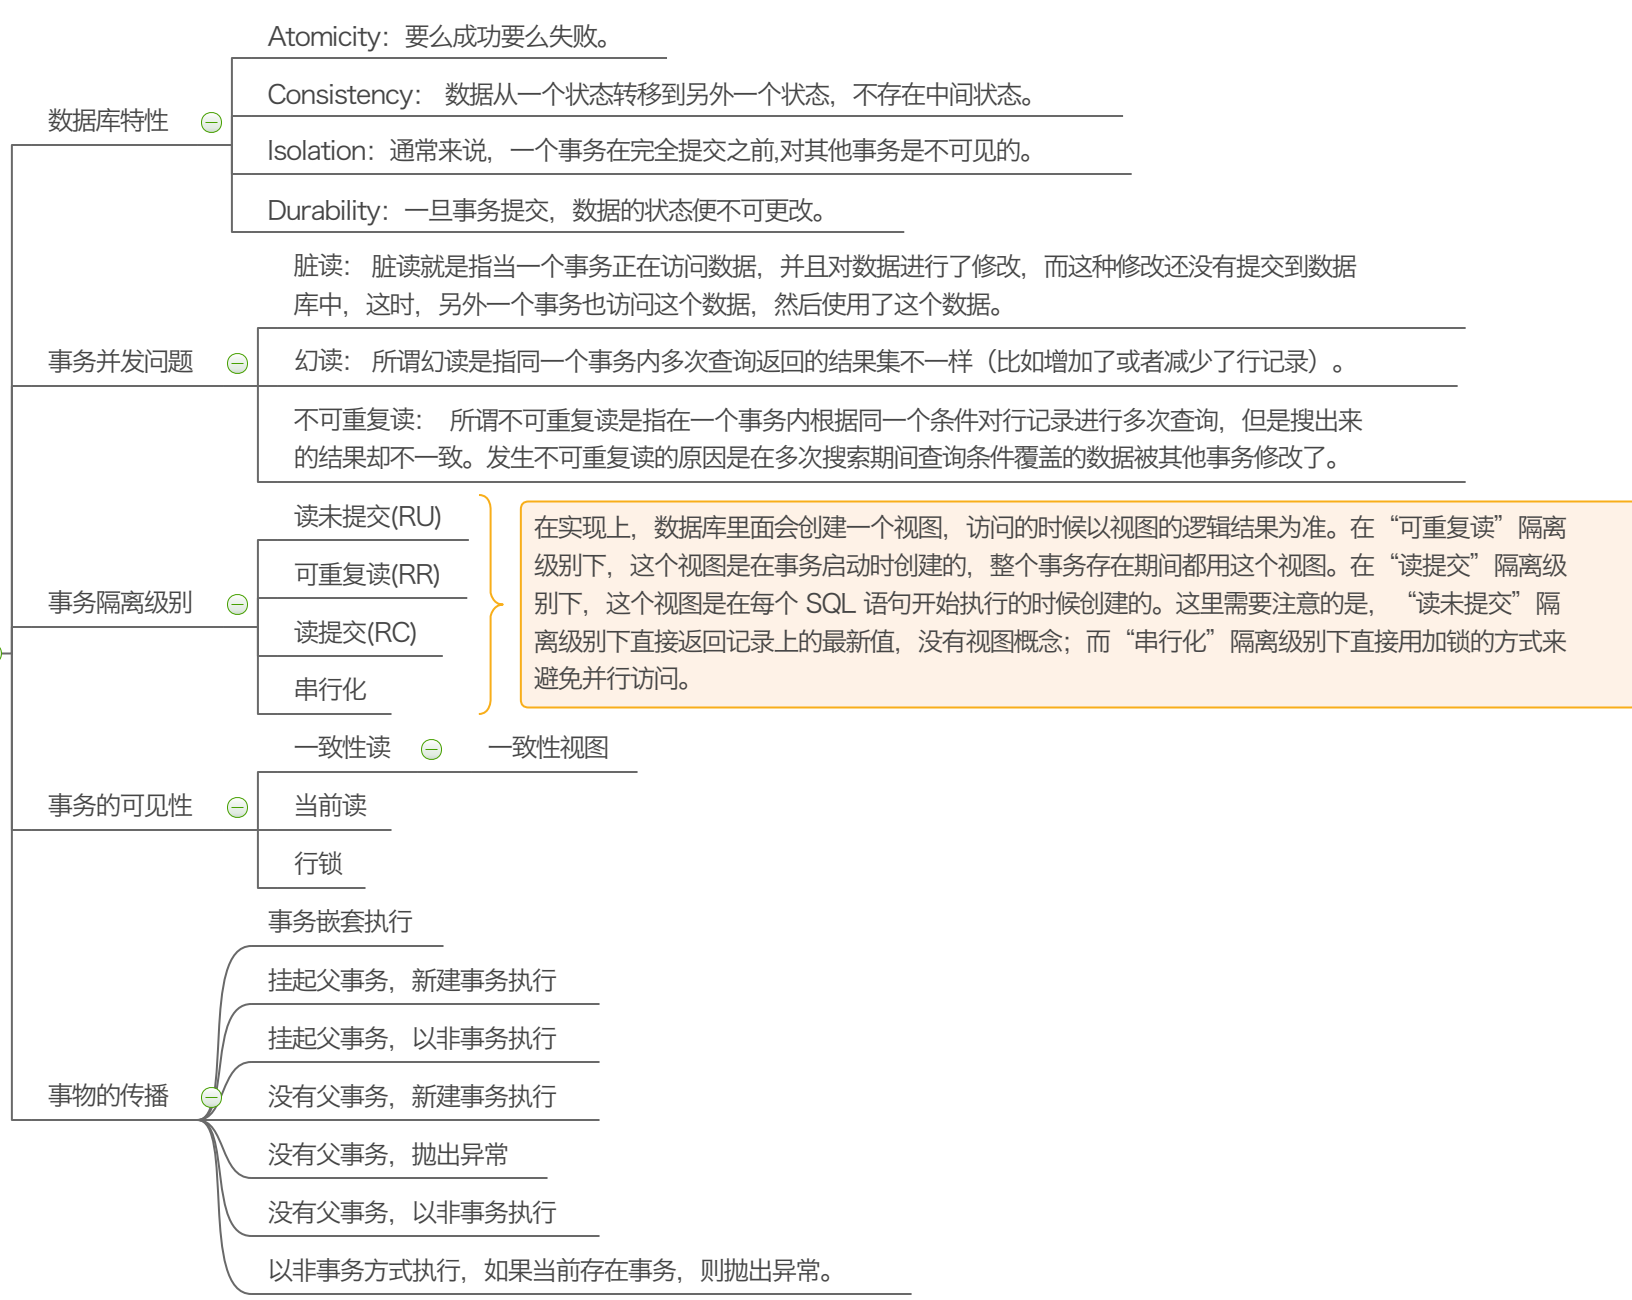 数据库特性
Atomicity：要么成功要么失败。
Consistency： 数据从一个状态转移到另外一个状态，不存在中间状态。
Isolation：通常来说，一个事务在完全提交之前,对其他事务是不可见的。
Durability：一旦事务提交，数据的状态便不可更改。
事务并发问题
脏读： 脏读就是指当一个事务正在访问数据，并且对数据进行了修改，而这种修改还没有提交到数据
库中，这时，另外一个事务也访问这个数据，然后使用了这个数据。
幻读： 所谓幻读是指同一个事务内多次查询返回的结果集不一样（比如增加了或者减少了行记录）。
不可重复读： 所谓不可重复读是指在一个事务内根据同一个条件对行记录进行多次查询，但是搜出来
的结果却不一致。发生不可重复读的原因是在多次搜索期间查询条件覆盖的数据被其他事务修改了。
事务隔离级别
读未提交(RU)
可重复读(RR)
读提交(RC)
串行化
在实现上，数据库里面会创建一个视图，访问的时候以视图的逻辑结果为准。在“可重复读”隔离
级别下，这个视图是在事务启动时创建的，整个事务存在期间都用这个视图。在“读提交”隔离级
别下，这个视图是在每个 SQL 语句开始执行的时候创建的。这里需要注意的是，“读未提交”隔
离级别下直接返回记录上的最新值，没有视图概念；而“串行化”隔离级别下直接用加锁的方式来
避免并行访问。
事务的可见性
一致性读
一致性视图
当前读
行锁
事物的传播
事务嵌套执行
挂起父事务，新建事务执行
挂起父事务，以非事务执行
没有父事务，新建事务执行
没有父事务，抛出异常
没有父事务，以非事务执行
以非事务方式执行，如果当前存在事务，则抛出异常。